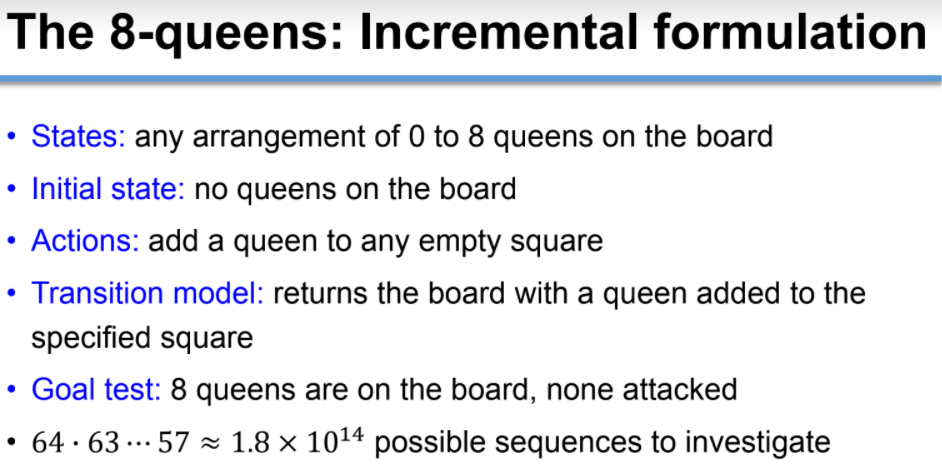 The 8-queens: Incremental formulation
• States: any arrangement of 0 to 8 queens on the board
• Initial state: no queens on the board
• Actions: add a queen to any empty square
• Transition model: returns the board with a queen added to the
specified square
• Goal test: 8 queens are on the board, none attacked
• 64 · 63 ⋯ 57 ≈ 1.8 × 10¹⁴ possible sequences to investigate